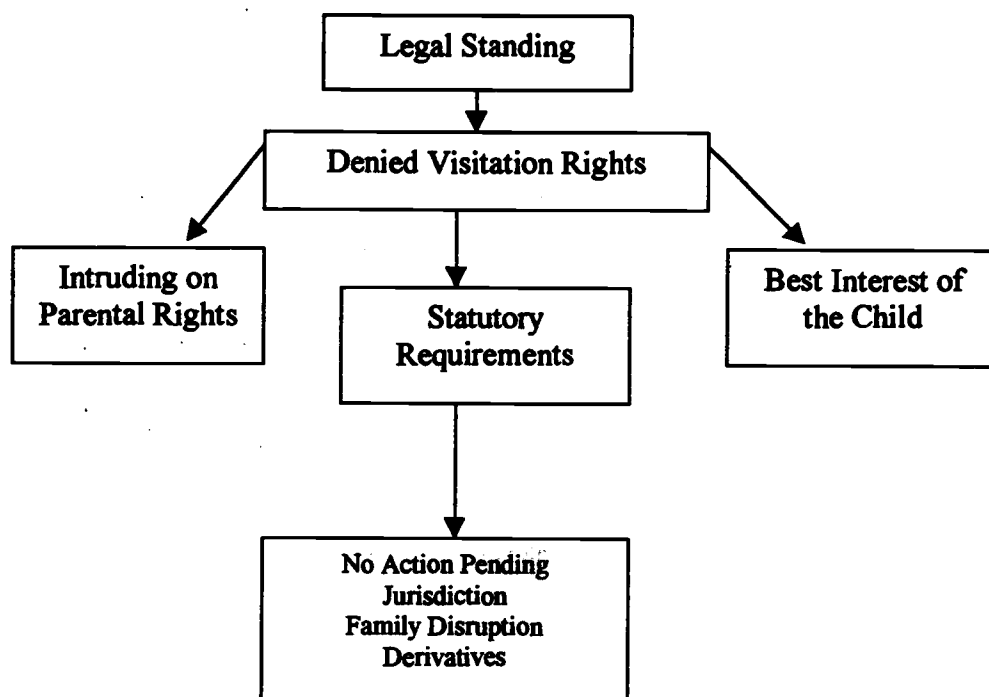 Legal Standing
Denied Visitation Rights
Intruding on
Parental Rights
Statutory
Requirements
Best Interest of
the Child
No Action Pending
Jurisdiction
Family Disruption
Derivatives